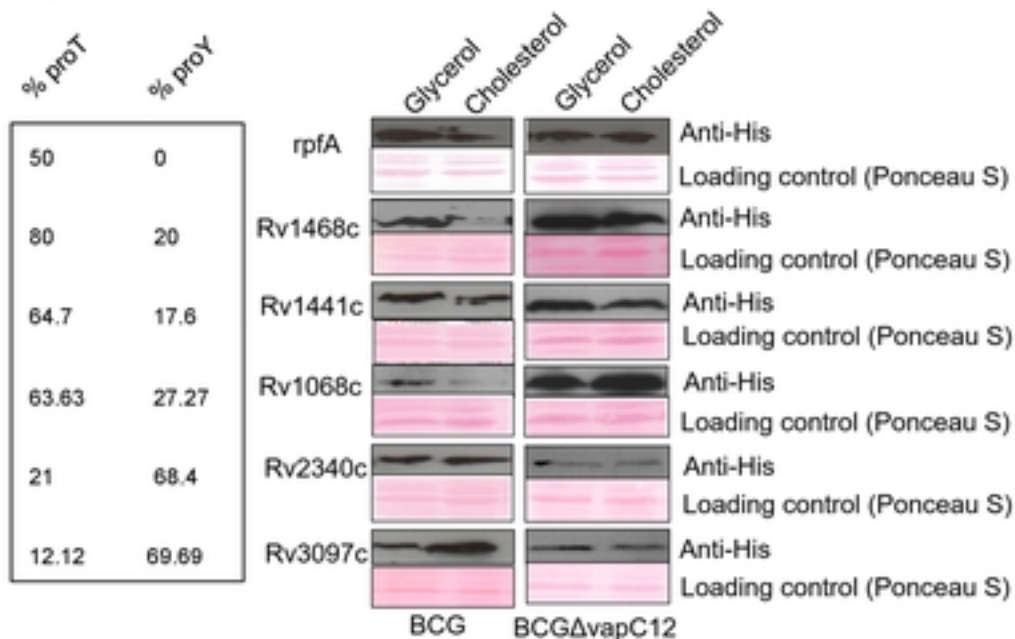 % proT % proY
Glycerol Cholesterol Glycerol Cholesterol
50 0 rpfA Anti-His
Loading control (Ponceau S)
80 20 Rv1468c Anti-His
Loading control (Ponceau S)
64.7 17.6 Rv1441c Anti-His
Loading control (Ponceau S)
63.63 27.27 Rv1068c Anti-His
Loading control (Ponceau S)
21 68.4 Rv2340c Anti-His
Loading control (Ponceau S)
12.12 69.69 Rv3097c Anti-His
Loading control (Ponceau S)
BCG BCGΔvapC12